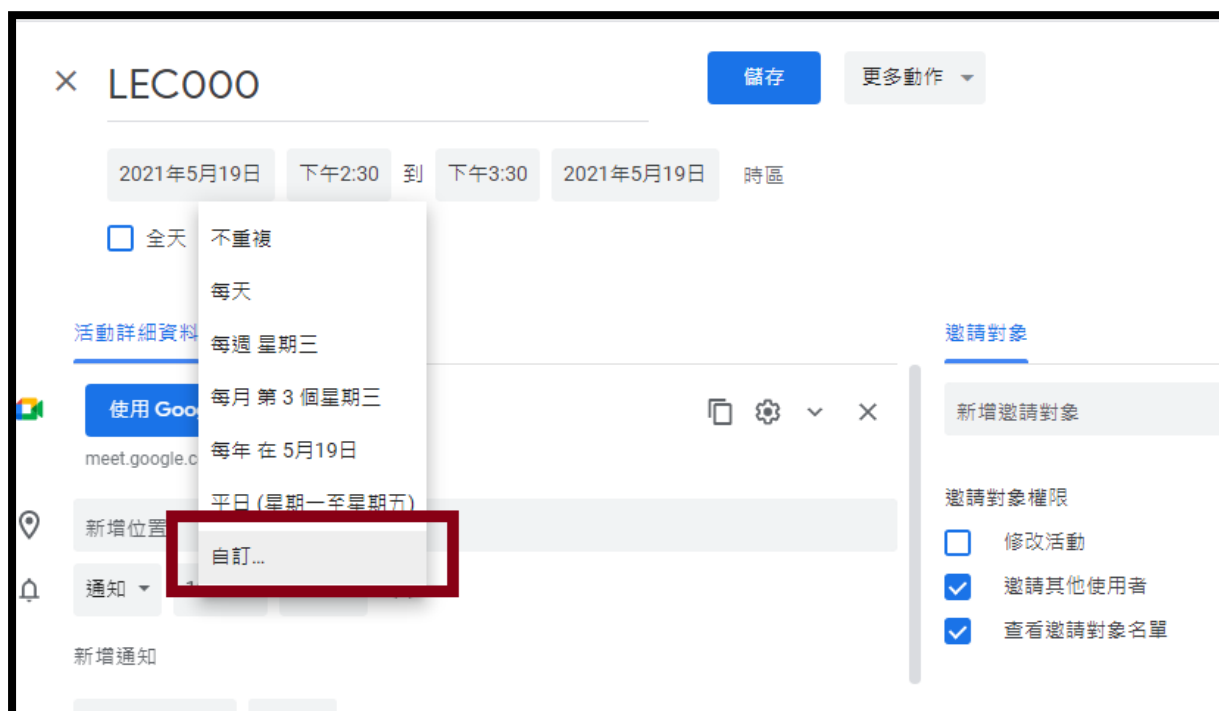 LEC000
儲存
更多動作
2021年5月19日 下午2:30 到 下午3:30 2021年5月19日 時區
全天
不重複
每天
每週 星期三
每月 第 3 個星期三
每年 在 5月19日
平日 (星期一至星期五)
自訂...
活動詳細資料
使用 Goo
meet.google.c
新增位置
通知
新增通知
邀請對象
新增邀請對象
邀請對象權限
修改活動
邀請其他使用者
查看邀請對象名單